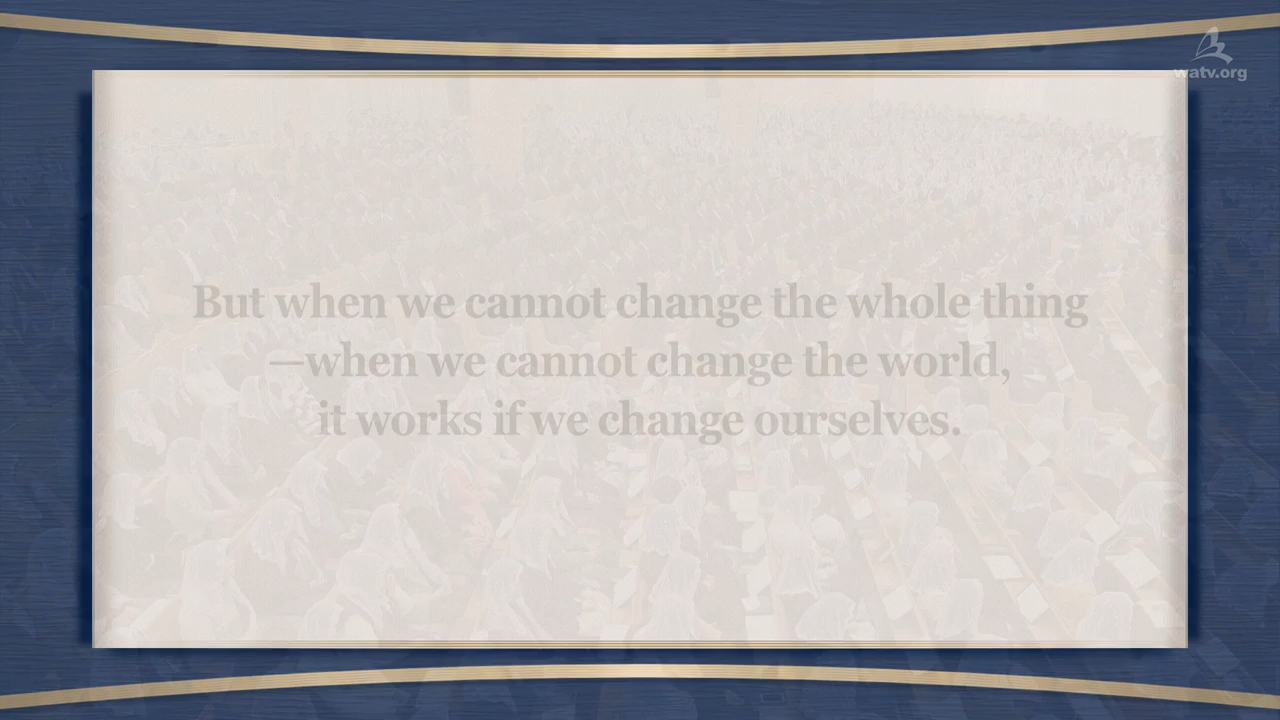 watv.org
But when we cannot change the whole thing
—when we cannot change the world,
it works if we change ourselves.